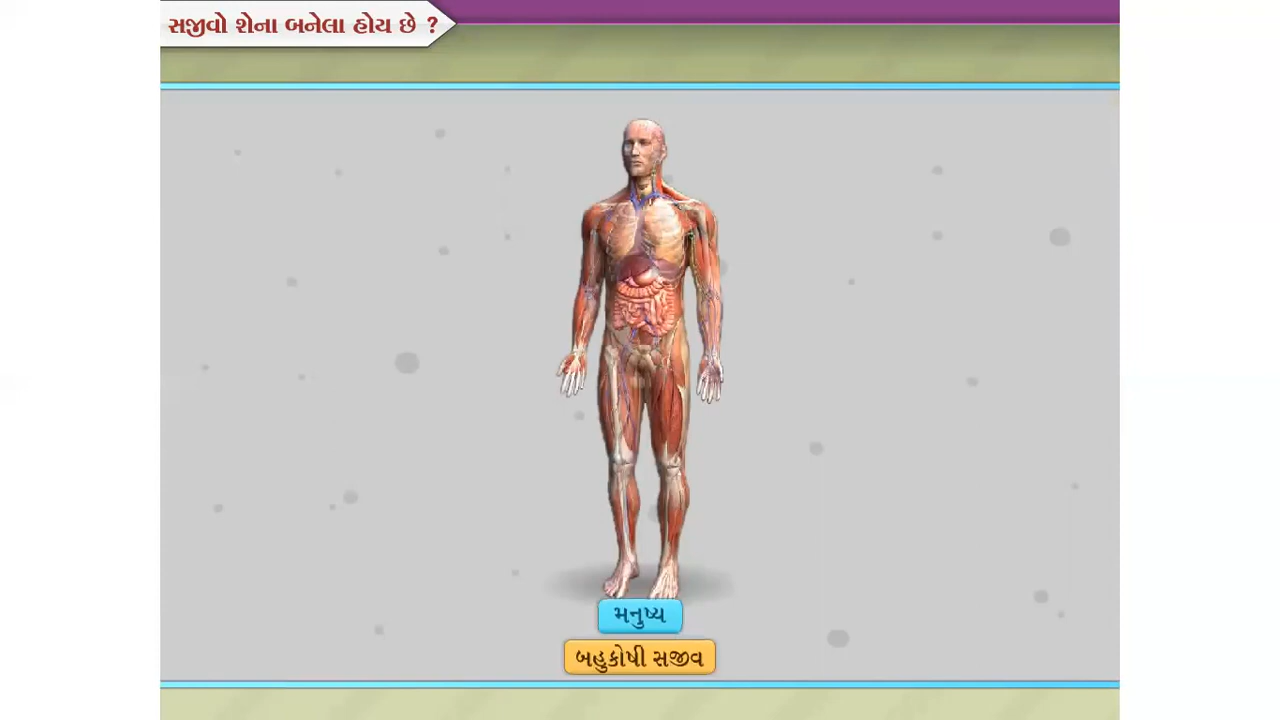 સજીવો શેના બનેલા હોય છે ?
મનુષ્ય
બહુકોષી સજીવ